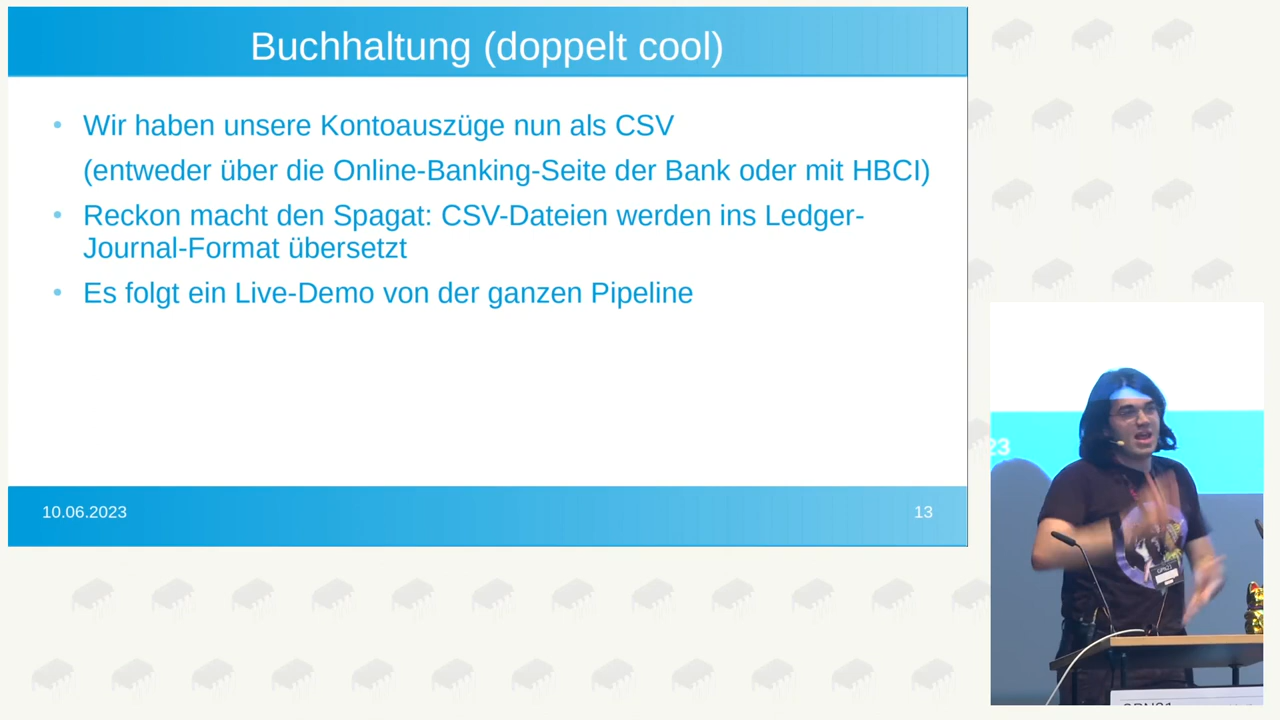 Buchhaltung (doppelt cool)
Wir haben unsere Kontoauszüge nun als CSV
(entweder über die Online-Banking-Seite der Bank oder mit HBCI)
Reckon macht den Spagat: CSV-Dateien werden ins Ledger-
Journal-Format übersetzt
Es folgt ein Live-Demo von der ganzen Pipeline
10.06.2023
13
23
GPN21